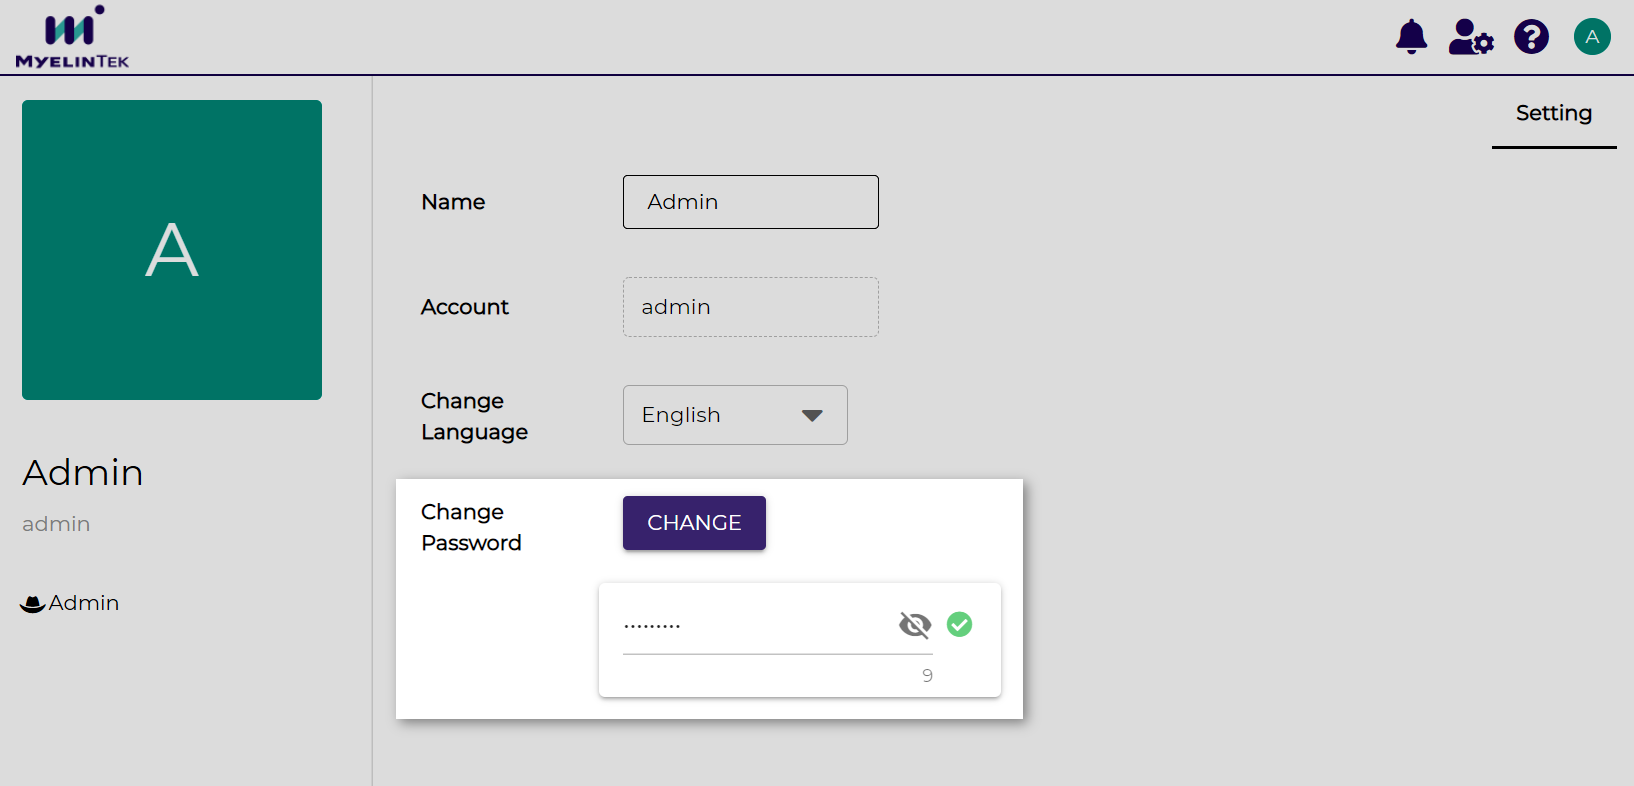 MYELINTEK
A
Setting
A
Admin
admin
Admin
Name
Admin
Account
admin
Change
Language
English
Change
Password
CHANGE
•••••••••
9